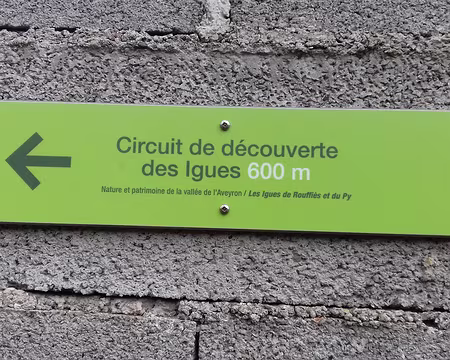 Circuit de découverte
des Igues 600 m
Nature et patrimoine de la vallée de l'Aveyron / Les Igues de Rouffiès et du Py